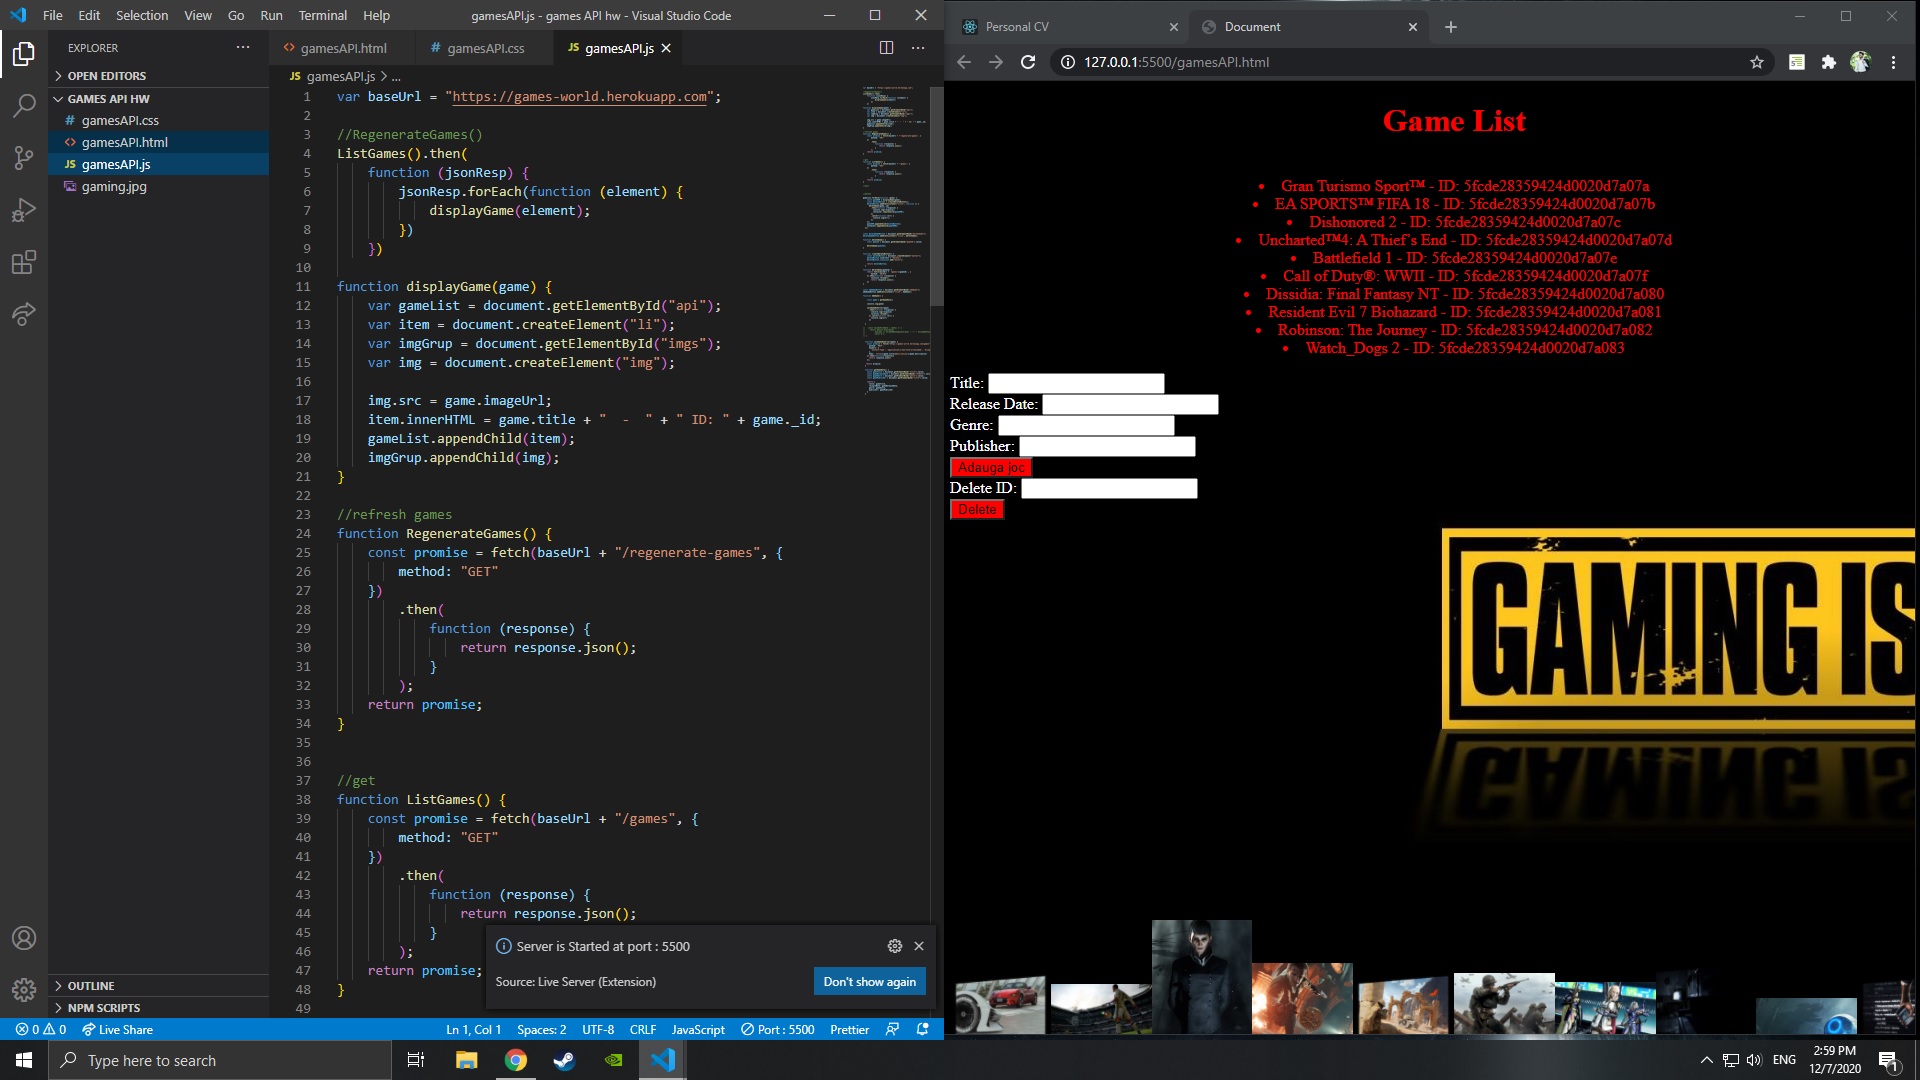 File Edit Selection View Go Run Terminal Help
gamesAPI.js - games API hw - Visual Studio Code
EXPLORER
OPEN EDITORS
GAMES API HW
# gamesAPI.css
<> gamesAPI.html
JS gamesAPI.js
gaming.jpg
OUTLINE
NPM SCRIPTS
<> gamesAPI.html
# gamesAPI.css
JS gamesAPI.js
JS gamesAPI.js > ...
1 var baseUrl = "https://games-world.herokuapp.com";
2
3 //RegenerateGames()
4 ListGames().then(
5 function (jsonResp) {
6 jsonResp.forEach(function (element) {
7 displayGame(element);
8 })
9 })
10
11 function displayGame(game) {
12 var gameList = document.getElementById("api");
13 var item = document.createElement("li");
14 var imgGrup = document.getElementById("imgs");
15 var img = document.createElement("img");
16
17 img.src = game.imageUrl;
18 item.innerHTML = game.title + "  -  " + " ID: " + game._id;
19 gameList.appendChild(item);
20 imgGrup.appendChild(img);
21 }
22
23 //refresh games
24 function RegenerateGames() {
25 const promise = fetch(baseUrl + "/regenerate-games", {
26 method: "GET"
27 })
28 .then(
29 function (response) {
30 return response.json();
31 }
32 );
33 return promise;
34 }
35
36
37 //get
38 function ListGames() {
39 const promise = fetch(baseUrl + "/games", {
40 method: "GET"
41 })
42 .then(
43 function (response) {
44 return response.json();
45 }
46 );
47 return promise;
48 }
49
Server is Started at port : 5500
Source: Live Server (Extension)
Don't show again
0 0 Live Share
Ln 1, Col 1 Spaces: 2 UTF-8 CRLF JavaScript Port : 5500 Prettier
Personal CV
Document
127.0.0.1:5500/gamesAPI.html
Game List
• Gran Turismo Sport™ - ID: 5fcde28359424d0020d7a07a
• EA SPORTS™ FIFA 18 - ID: 5fcde28359424d0020d7a07b
• Dishonored 2 - ID: 5fcde28359424d0020d7a07c
• Uncharted™4: A Thief's End - ID: 5fcde28359424d0020d7a07d
• Battlefield 1 - ID: 5fcde28359424d0020d7a07e
• Call of Duty®: WWII - ID: 5fcde28359424d0020d7a07f
• Dissidia: Final Fantasy NT - ID: 5fcde28359424d0020d7a080
• Resident Evil 7 Biohazard - ID: 5fcde28359424d0020d7a081
• Robinson: The Journey - ID: 5fcde28359424d0020d7a082
• Watch_Dogs 2 - ID: 5fcde28359424d0020d7a083
Title:
Release Date:
Genre:
Publisher:
Adauga joc
Delete ID:
Delete
GAMING IS
Type here to search
ENG
2:59 PM
12/7/2020
1